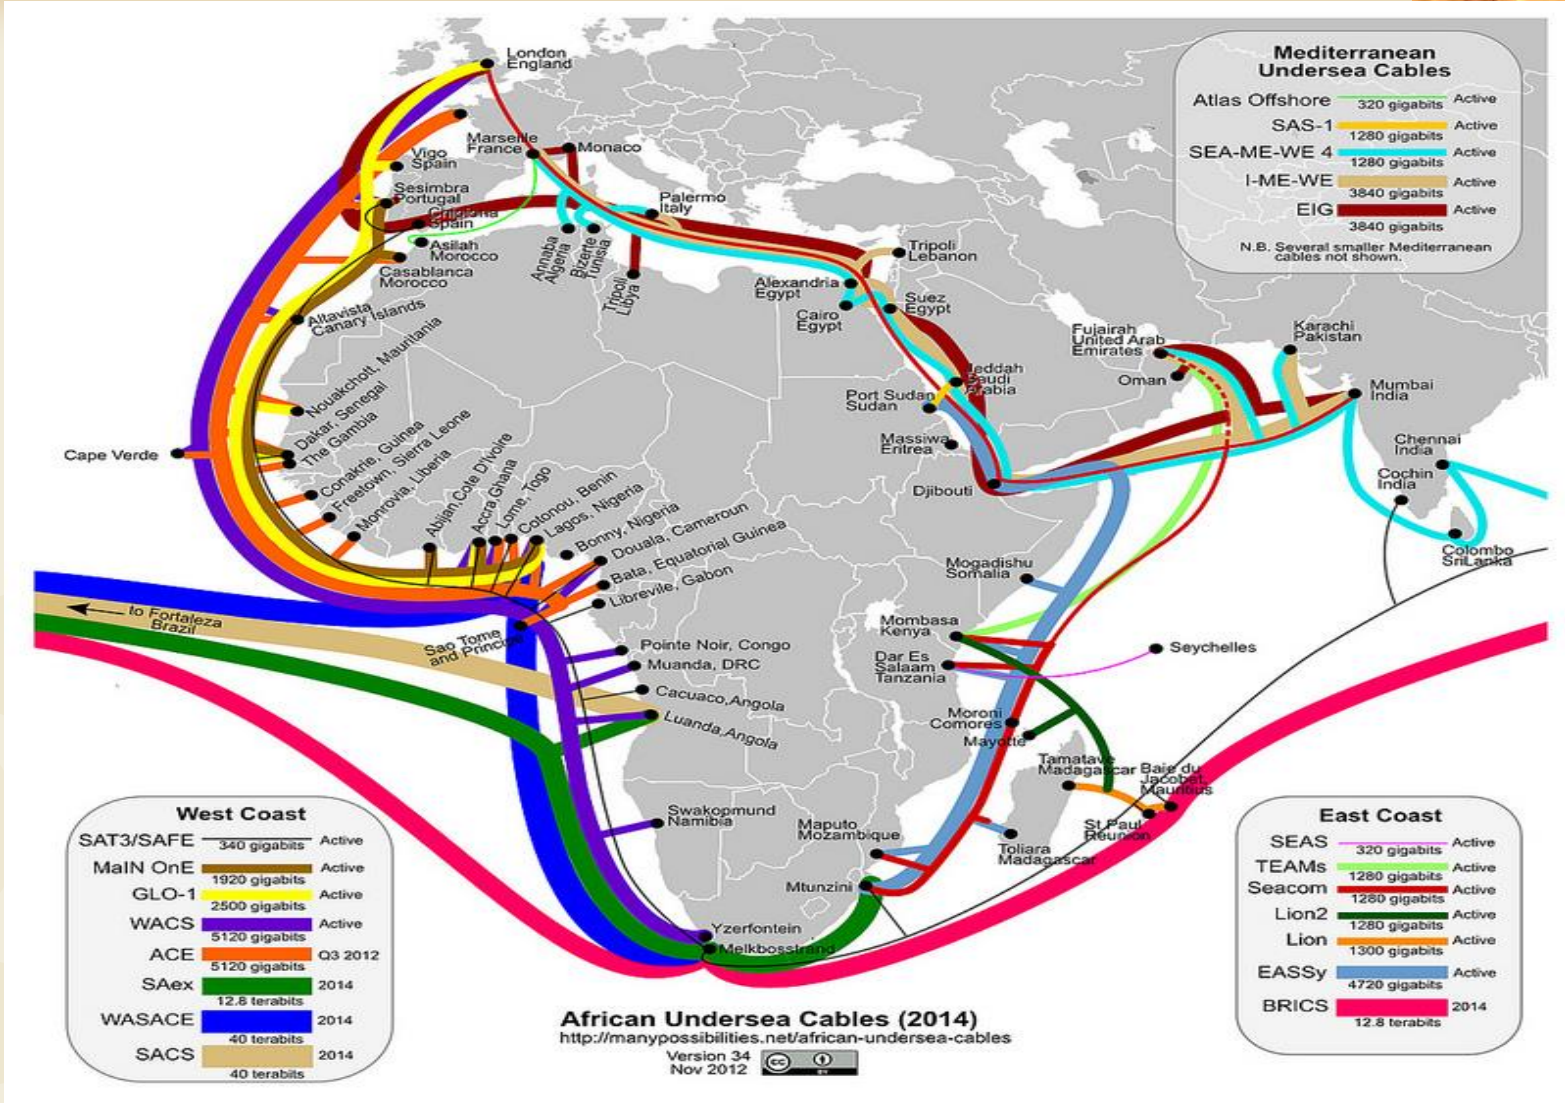 London
England
Marseille
France
Monaco
Vigo
Spain
Sesimbra
Portugal
Chipiona
Spain
Asilah
Morocco
Casablanca
Morocco
Palermo
Italy
Annaba
Algeria
Bizerte
Tunisia
Tripoli
Libya
Tripoli
Lebanon
Alexandria
Egypt
Cairo
Egypt
Suez
Egypt
Jeddah
Saudi
Arabia
Port Sudan
Sudan
Massiwa
Eritrea
Djibouti
Fujairah
United Arab
Emirates
Oman
Karachi
Pakistan
Mumbai
India
Chennai
India
Cochin
India
Colombo
SriLanka
Altavista
Canary Islands
Nouakchott, Mauritania
Dakar, Senegal
The Gambia
Cape Verde
Conakrie, Guinea
Freetown, Sierra Leone
Monrovia, Liberia
Abijan,Cote D'Ivoire
Accra,Ghana
Lome, Togo
Cotonou, Benin
Lagos, Nigeria
Bonny, Nigeria
Douala, Cameroun
Bata, Equatorial Guinea
Libreville, Gabon
to Fortaleza
Brazil
Sao Tome
and Principe
Pointe Noir, Congo
Muanda, DRC
Cacuaco,Angola
Luanda,Angola
Swakopmund
Namibia
Yzerfontein
Melkbosstrand
Mtunzini
Maputo
Mozambique
Toliara
Madagascar
Mogadishu
Somalia
Mombasa
Kenya
Dar Es
Salaam
Tanzania
Seychelles
Moroni
Comores
Mayotte
Tamatave
Madagascar
Baie du
Jacobet,
Mauritius
St Paul
Reunion
Mediterranean
Undersea Cables
Atlas Offshore 320 gigabits Active
SAS-1 1280 gigabits Active
SEA-ME-WE 4 1280 gigabits Active
I-ME-WE 3840 gigabits Active
EIG 3840 gigabits Active
N.B. Several smaller Mediterranean
cables not shown.
West Coast
SAT3/SAFE 340 gigabits Active
MaIN OnE 1920 gigabits Active
GLO-1 2500 gigabits Active
WACS 5120 gigabits Active
ACE 5120 gigabits Q3 2012
SAex 12.8 terabits 2014
WASACE 40 terabits 2014
SACS 40 terabits 2014
East Coast
SEAS 320 gigabits Active
TEAMs 1280 gigabits Active
Seacom 1280 gigabits Active
Lion2 1280 gigabits Active
Lion 1300 gigabits Active
EASSy 4720 gigabits Active
BRICS 12.8 terabits 2014
African Undersea Cables (2014)
http://manypossibilities.net/african-undersea-cables
Version 34
Nov 2012
cc
BY